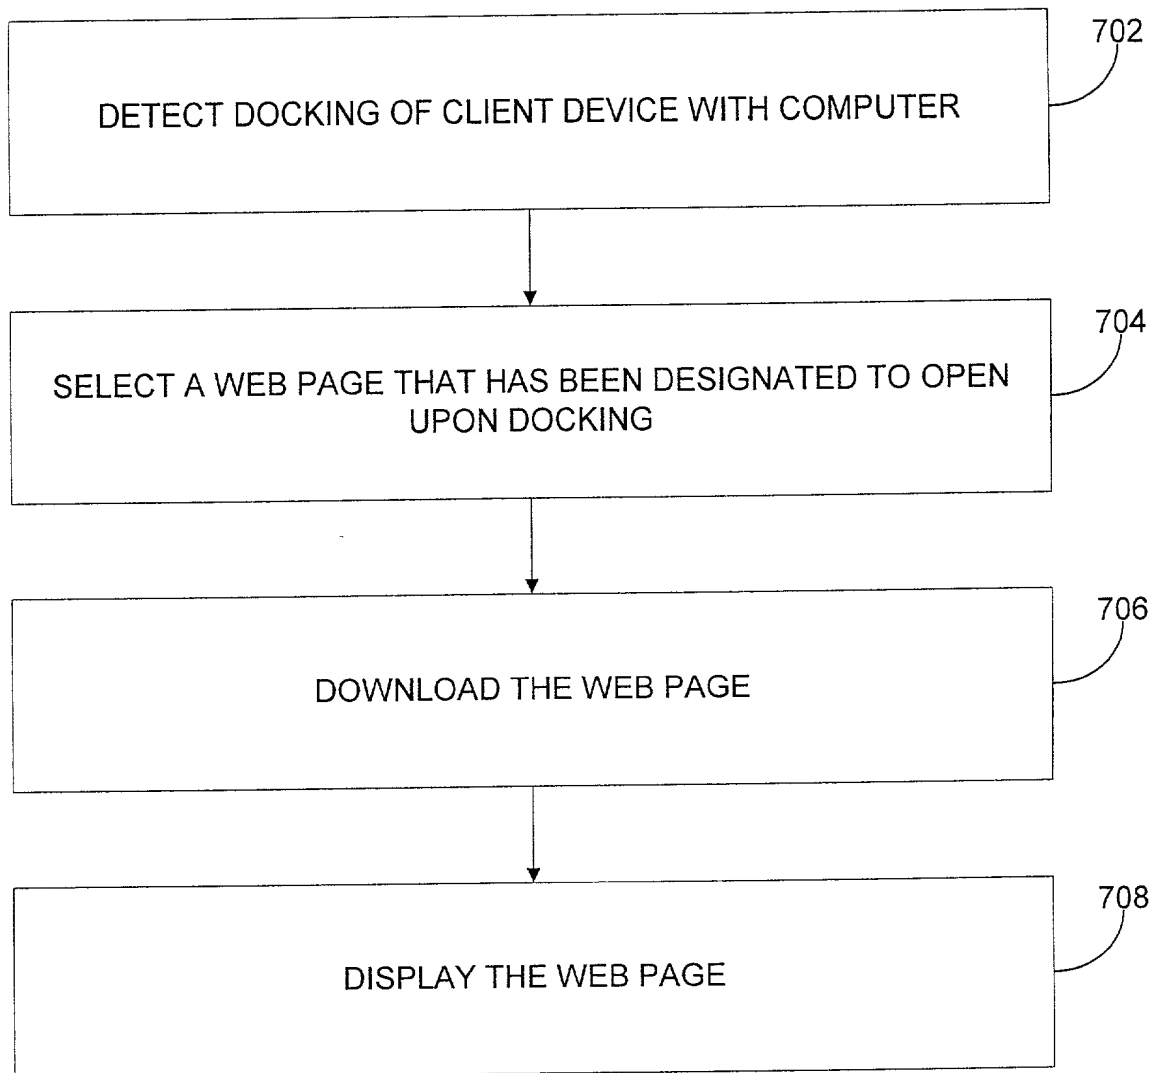 702
DETECT DOCKING OF CLIENT DEVICE WITH COMPUTER
704
SELECT A WEB PAGE THAT HAS BEEN DESIGNATED TO OPEN
UPON DOCKING
706
DOWNLOAD THE WEB PAGE
708
DISPLAY THE WEB PAGE